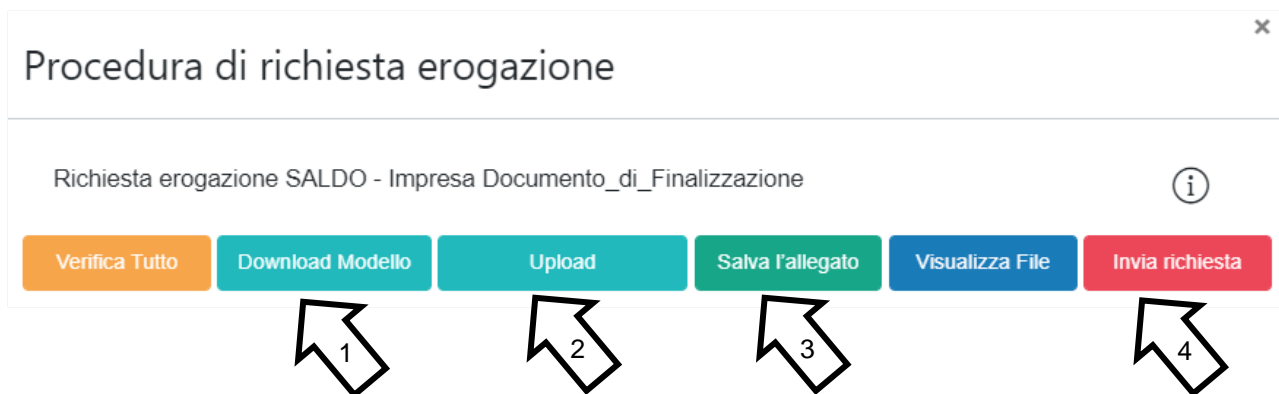 ×
Procedura di richiesta erogazione
Richiesta erogazione SALDO - Impresa Documento_di_Finalizzazione
i
Verifica Tutto Download Modello Upload Salva l'allegato Visualizza File Invia richiesta
1 2 3 4